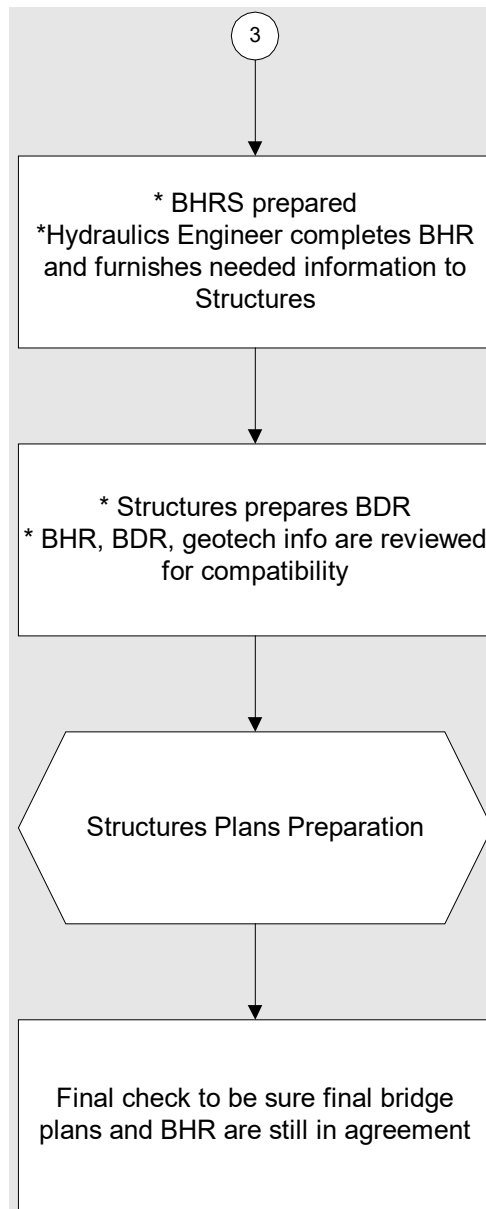 3
* BHRS prepared
*Hydraulics Engineer completes BHR
and furnishes needed information to
Structures
* Structures prepares BDR
* BHR, BDR, geotech info are reviewed
for compatibility
Structures Plans Preparation
Final check to be sure final bridge
plans and BHR are still in agreement